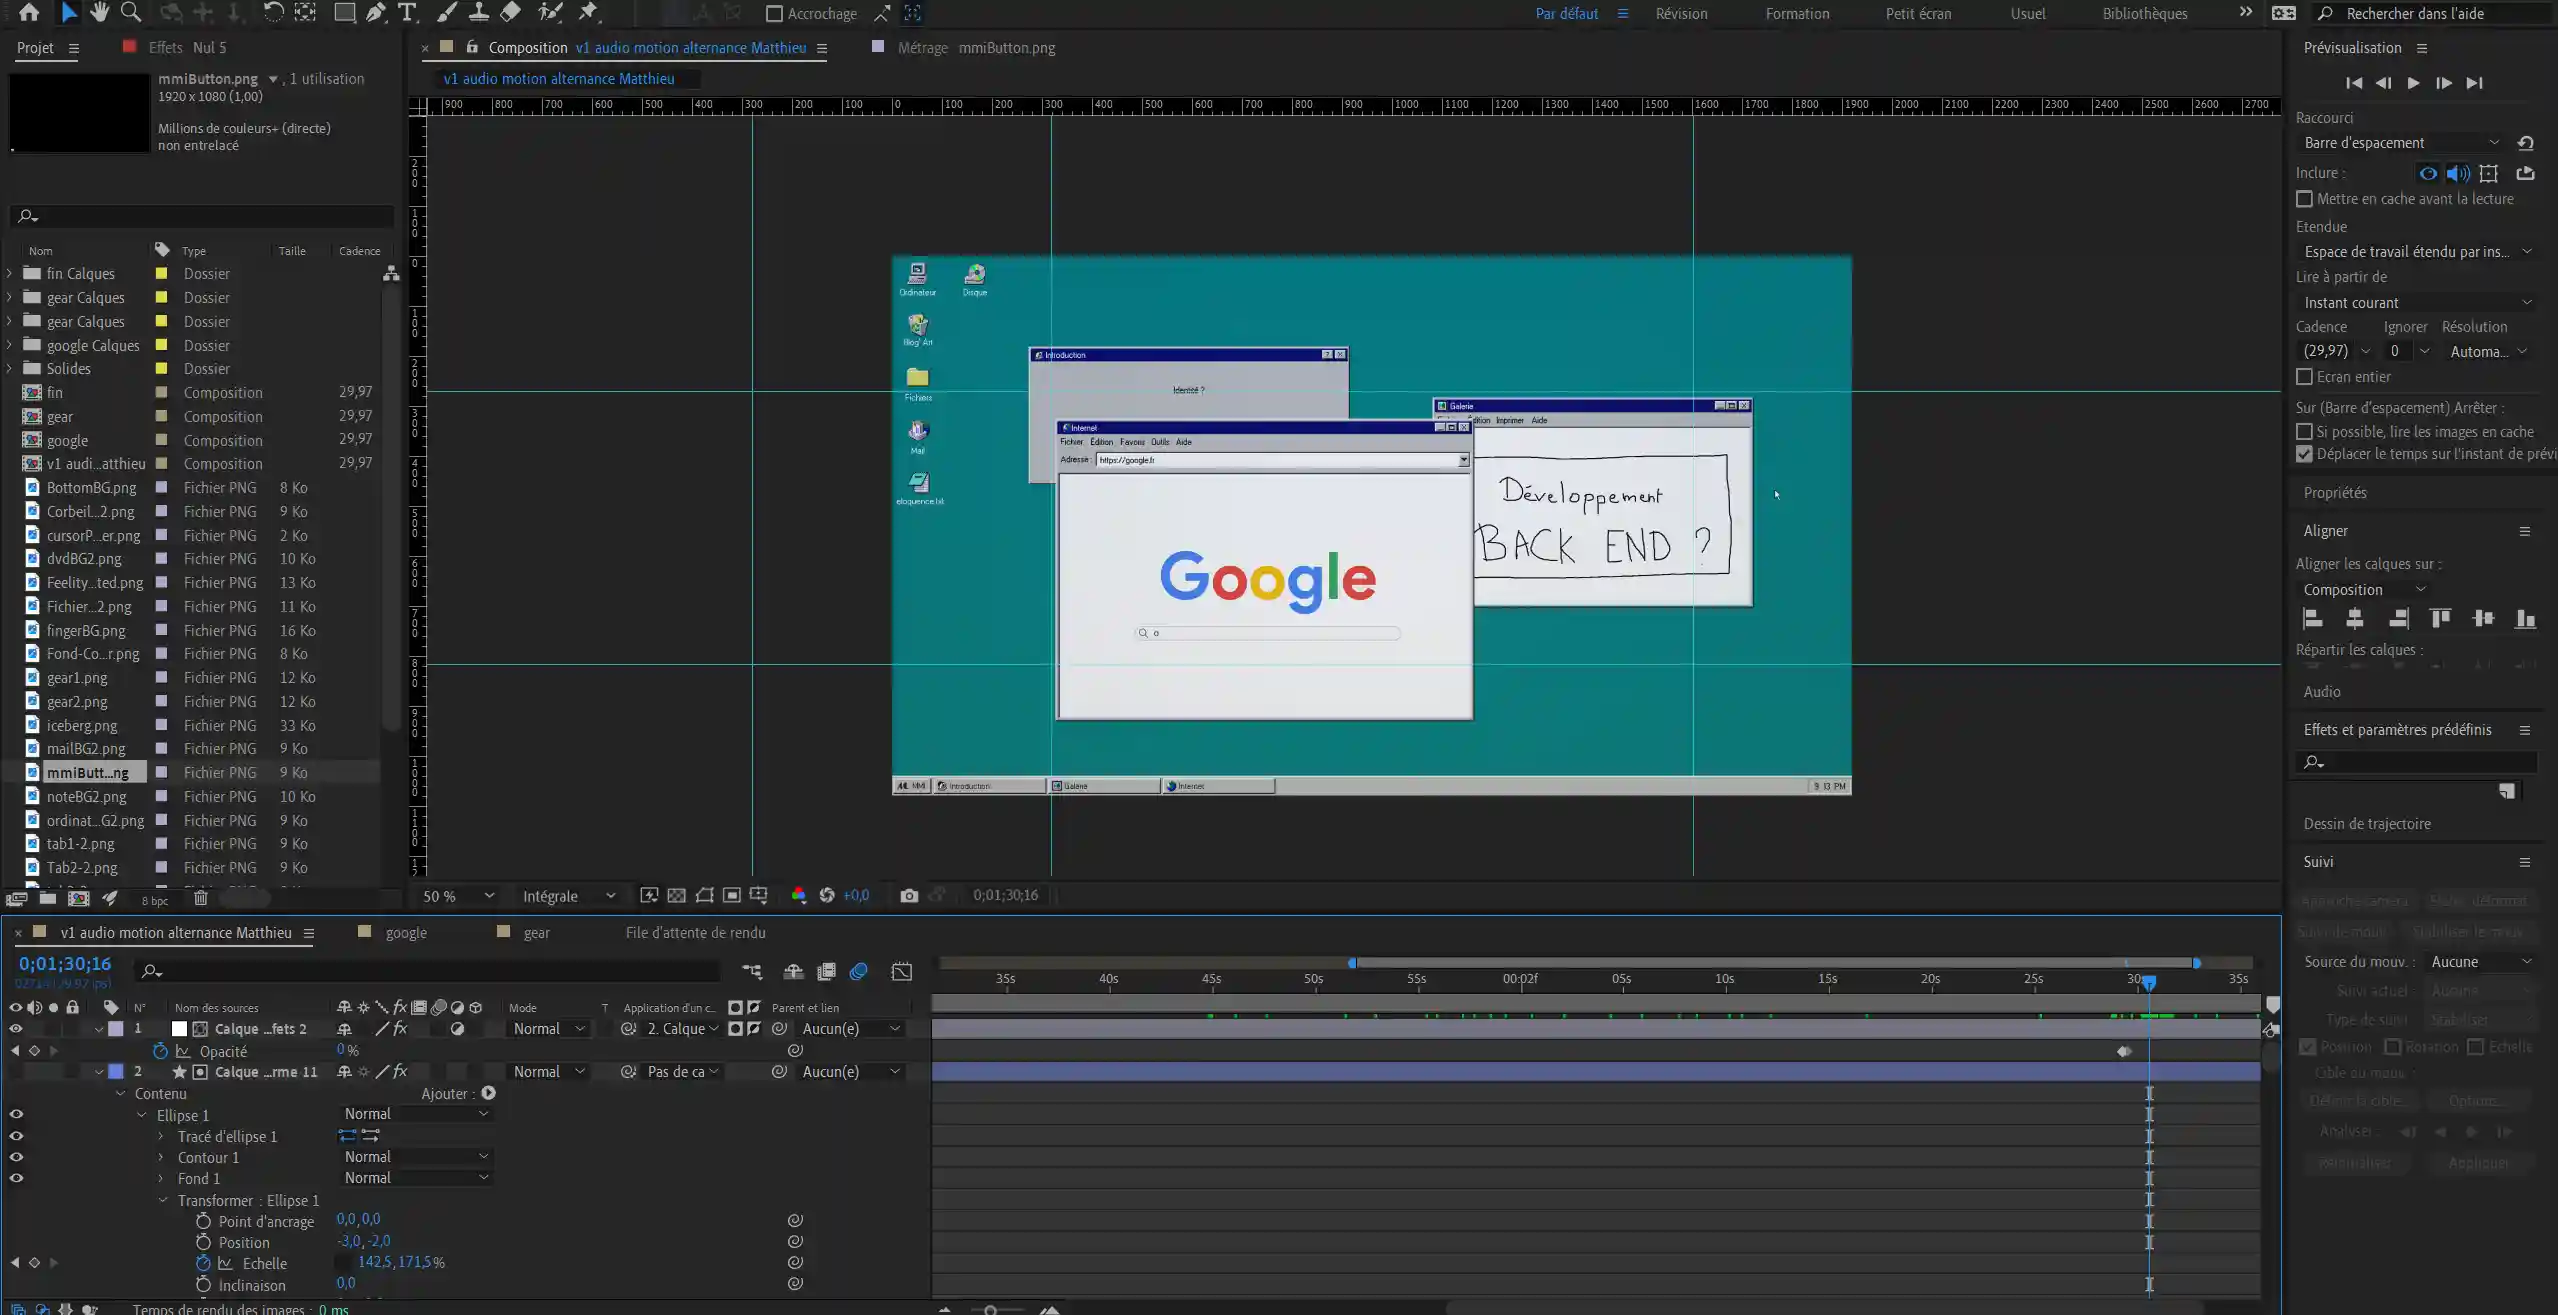 Accrochage
Par défaut
Révision
Formation
Petit écran
Usuel
Bibliothèques
Rechercher dans l'aide
Projet
Effets Nul 5
mmiButton.png , 1 utilisation
1920 x 1080 (1,00)
Millions de couleurs+ (directe)
non entrelacé
Nom Type Taille Cadence
fin Calques Dossier
gear Calques Dossier
gear Calques Dossier
google Calques Dossier
Solides Dossier
fin Composition 29,97
gear Composition 29,97
google Composition 29,97
v1 audi...atthieu Composition 29,97
BottomBG.png Fichier PNG 8 Ko
Corbeil...2.png Fichier PNG 9 Ko
cursorP...er.png Fichier PNG 2 Ko
dvdBG2.png Fichier PNG 10 Ko
Feelity...ted.png Fichier PNG 13 Ko
Fichier...2.png Fichier PNG 11 Ko
fingerBG.png Fichier PNG 16 Ko
Fond-Co...r.png Fichier PNG 8 Ko
gear1.png Fichier PNG 12 Ko
gear2.png Fichier PNG 12 Ko
iceberg.png Fichier PNG 33 Ko
mailBG2.png Fichier PNG 9 Ko
mmiButt...ng Fichier PNG 9 Ko
noteBG2.png Fichier PNG 10 Ko
ordinat...G2.png Fichier PNG 9 Ko
tab1-2.png Fichier PNG 9 Ko
Tab2-2.png Fichier PNG 9 Ko
8 bpc
Composition v1 audio motion alternance Matthieu
Métrage mmiButton.png
v1 audio motion alternance Matthieu
900 800 700 600 500 400 300 200 100 0 100 200 300 400 500 600 700 800 900 1000 1100 1200 1300 1400 1500 1600 1700 1800 1900 2000 2100 2200 2300 2400 2500 2600 2700
Ordinateur
Disque
Blog' Art
Fichiers
Mail
eloquence.txt
Introduction
Identité ?
Galerie
Imprimer Aide
Développement
BACK END ?
Internet
Fichier Édition Favoris Outils Aide
Adresse : https://google.fr
Google
o
MMI Introduction Galerie Internet 9:13 PM
50 %
Intégrale
+0,0
0;01;30;16
Prévisualisation
Raccourci
Barre d'espacement
Inclure :
Mettre en cache avant la lecture
Etendue
Espace de travail étendu par ins...
Lire à partir de
Instant courant
Cadence Ignorer Résolution
(29,97) 0 Automa...
Ecran entier
Sur (Barre d'espacement) Arrêter :
Si possible, lire les images en cache
Déplacer le temps sur l'instant de prévi
Propriétés
Aligner
Aligner les calques sur :
Composition
Répartir les calques :
Audio
Effets et paramètres prédéfinis
Dessin de trajectoire
Suivi
Source du mouv. : Aucune
Suivi actuel : Aucune
Type de suivi : Stabiliser
Position Rotation Echelle
Cible du mouv. :
Définir la cible... Options...
Analyser :
Réinitialiser Appliquer
v1 audio motion alternance Matthieu
google
gear
File d'attente de rendu
0;01;30;16
35s 40s 45s 50s 55s 00:02f 05s 10s 15s 20s 25s 30s 35s
N° Nom des sources Mode T Application d'un c... Parent et lien
1 Calque ...fets 2 Normal 2. Calque Aucun(e)
Opacité 0 %
2 Calque ...rme 11 Normal Pas de ca Aucun(e)
Contenu Ajouter :
Ellipse 1 Normal
Tracé d'ellipse 1
Contour 1 Normal
Fond 1 Normal
Transformer : Ellipse 1
Point d'ancrage 0,0,0,0
Position -3,0,-2,0
Echelle 142,5,171,5%
Inclinaison 0,0
Temps de rendu des images : 0 ms